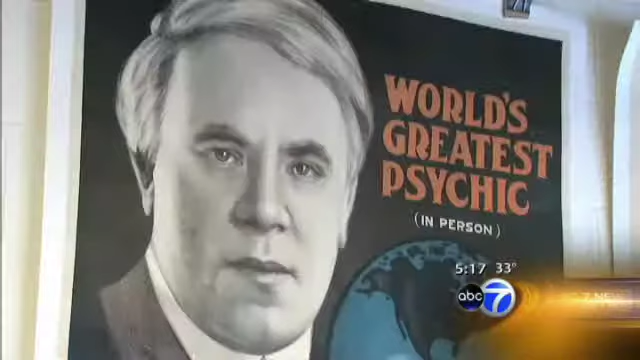 WORLD'S
GREATEST
PSYCHIC
(IN PERSON)
5:17 33°
abc 7